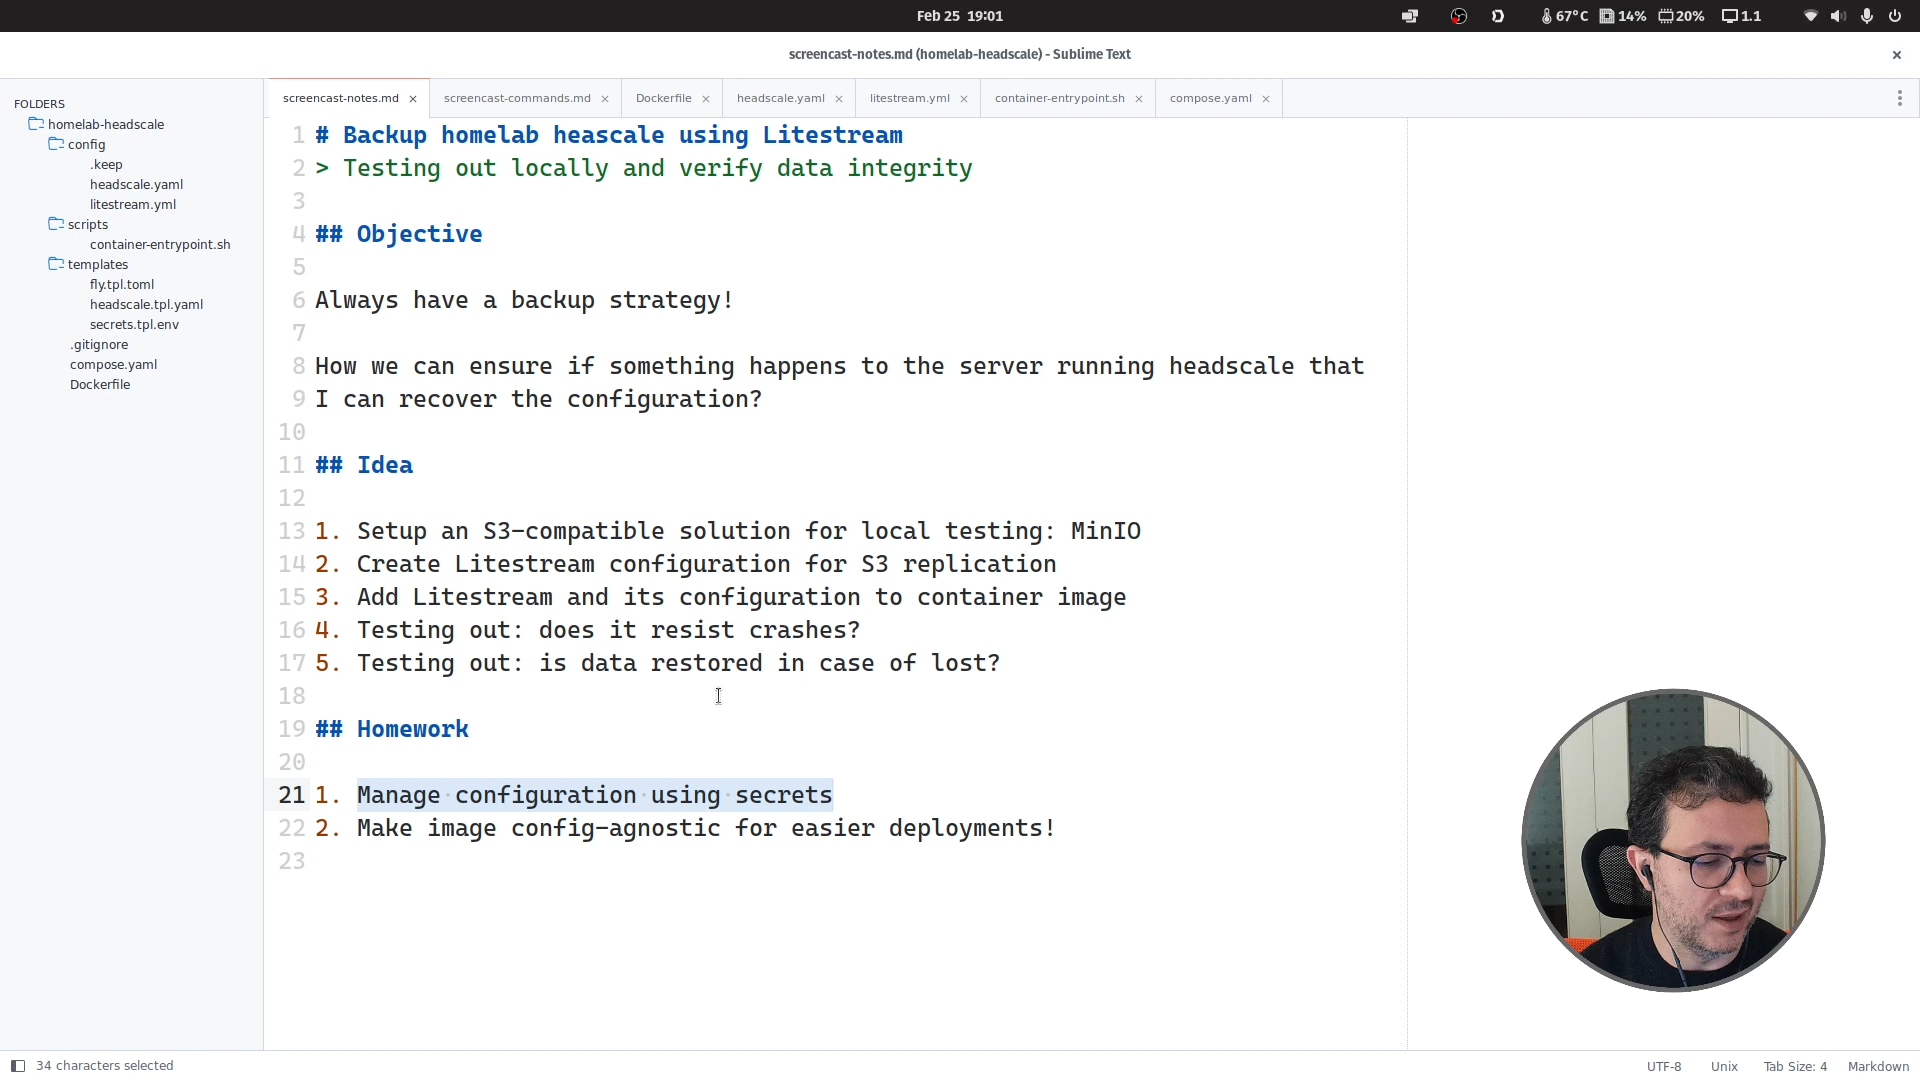 Feb 25 19:01
67°C 14% 20% 1.1
screencast-notes.md (homelab-headscale) - Sublime Text
FOLDERS
homelab-headscale
config
.keep
headscale.yaml
litestream.yml
scripts
container-entrypoint.sh
templates
fly.tpl.toml
headscale.tpl.yaml
secrets.tpl.env
.gitignore
compose.yaml
Dockerfile
screencast-notes.md screencast-commands.md Dockerfile headscale.yaml litestream.yml container-entrypoint.sh compose.yaml
1 # Backup homelab heascale using Litestream
2 > Testing out locally and verify data integrity
3
4 ## Objective
5
6 Always have a backup strategy!
7
8 How we can ensure if something happens to the server running headscale that
9 I can recover the configuration?
10
11 ## Idea
12
13 1. Setup an S3-compatible solution for local testing: MinIO
14 2. Create Litestream configuration for S3 replication
15 3. Add Litestream and its configuration to container image
16 4. Testing out: does it resist crashes?
17 5. Testing out: is data restored in case of lost?
18
19 ## Homework
20
21 1. Manage configuration using secrets
22 2. Make image config-agnostic for easier deployments!
23
34 characters selected
UTF-8 Unix Tab Size: 4 Markdown